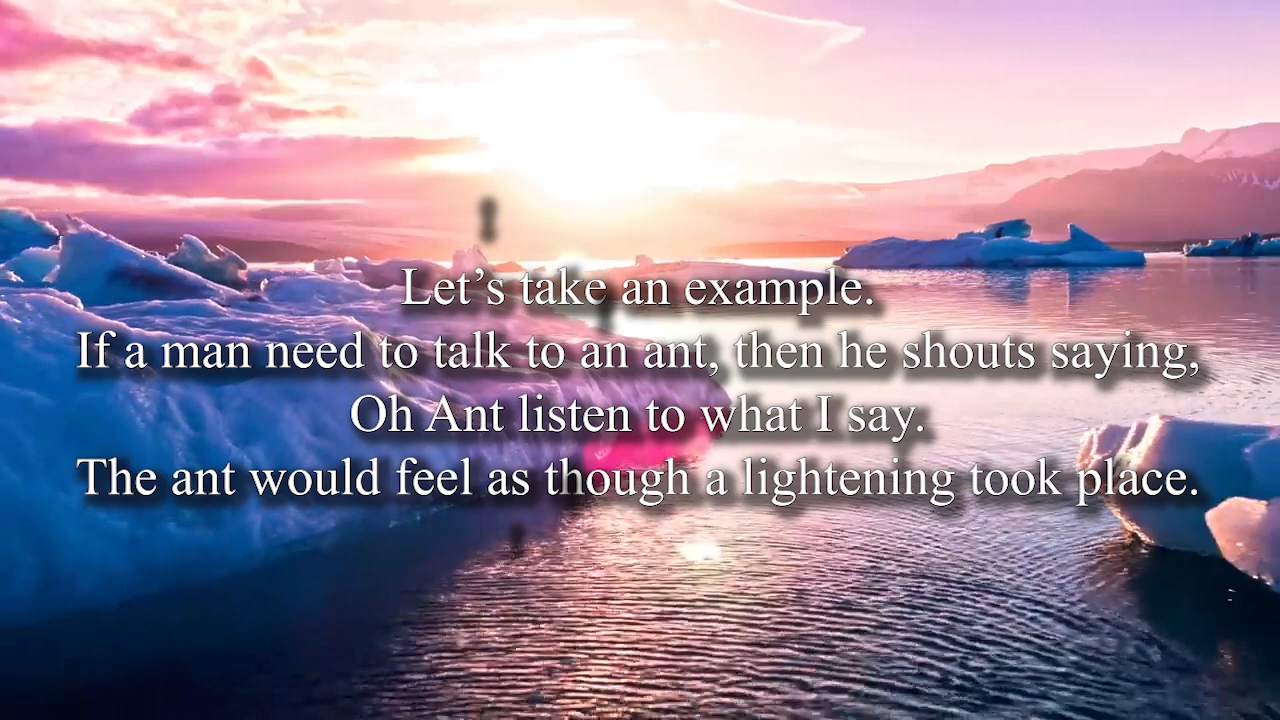 Let’s take an example.
If a man need to talk to an ant, then he shouts saying,
Oh Ant listen to what I say.
The ant would feel as though a lightening took place.